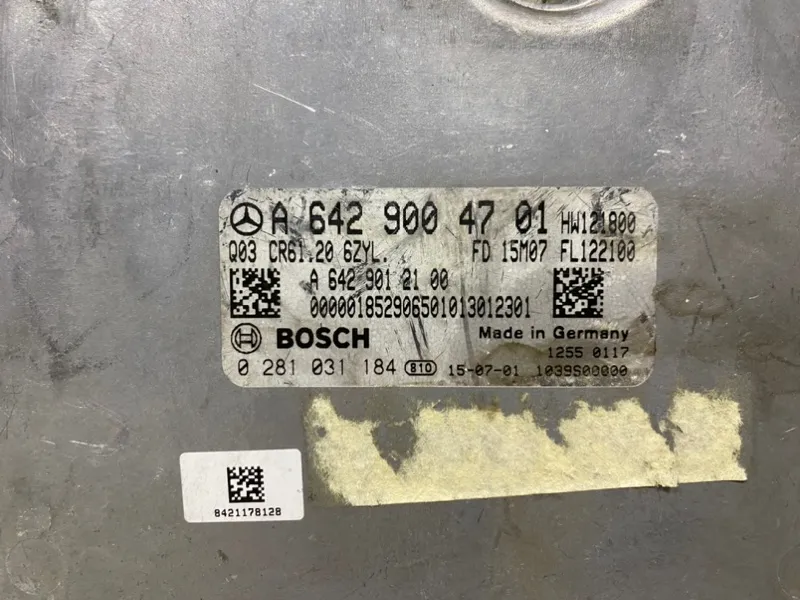 A 642 900 47 01 HW121800
Q03 CR61.20 6ZYL. FD 15M07 FL122100
A 642 901 21 00
000001852906501013012301
BOSCH Made in Germany
1255 0117
0 281 031 184 810 15-07-01 1039S00000
8421178128